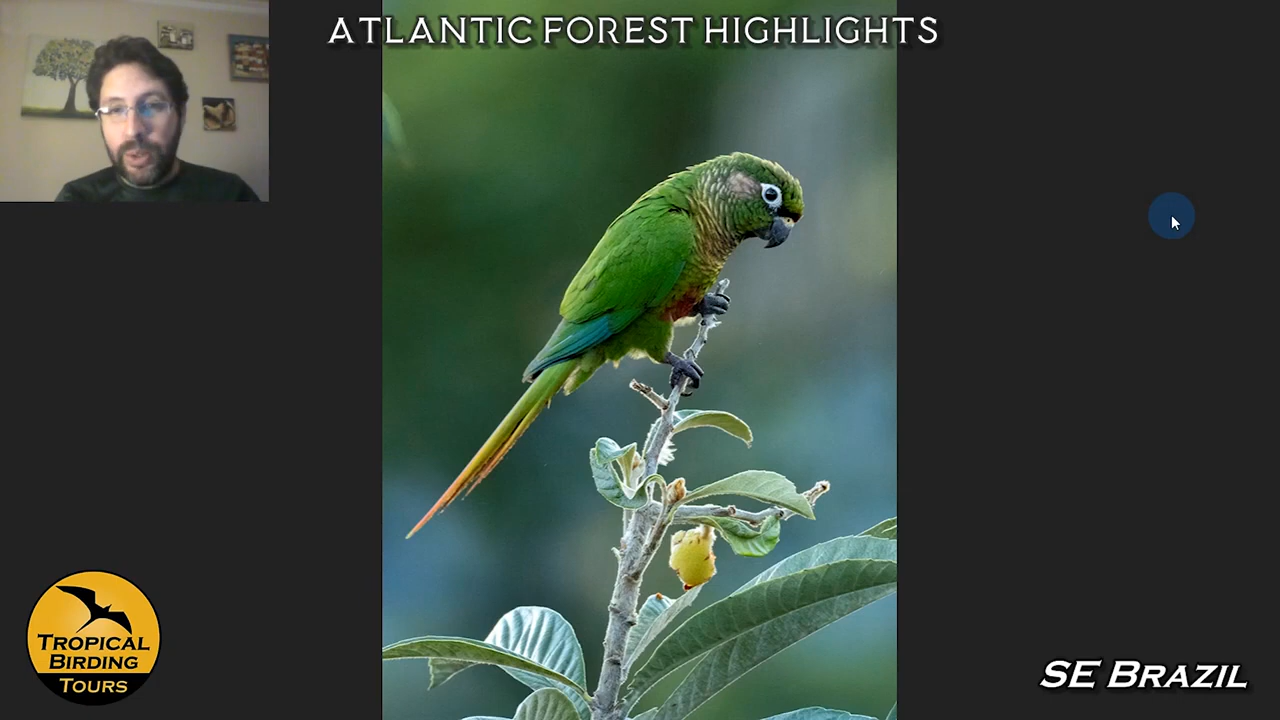 ATLANTIC FOREST HIGHLIGHTS
TROPICAL
BIRDING
TOURS
SE BRAZIL